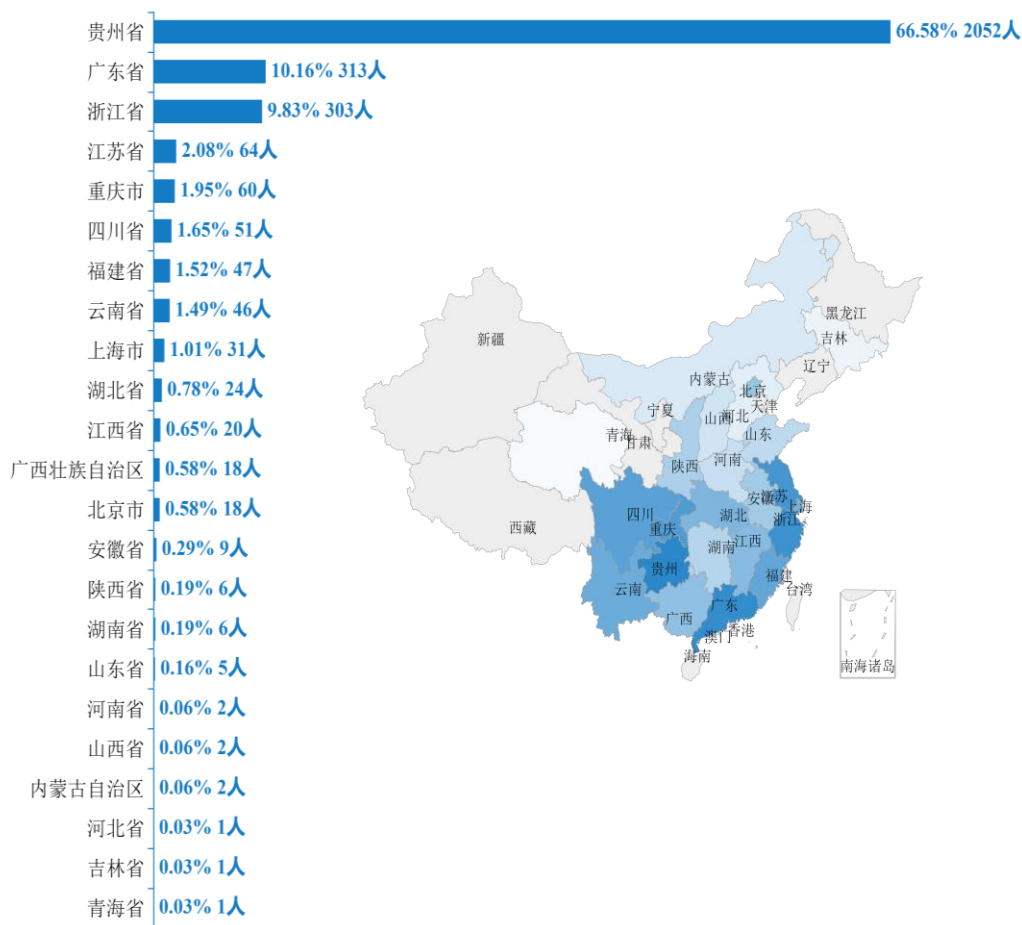 贵州省 66.58% 2052人
广东省 10.16% 313人
浙江省 9.83% 303人
江苏省 2.08% 64人
重庆市 1.95% 60人
四川省 1.65% 51人
福建省 1.52% 47人
云南省 1.49% 46人
上海市 1.01% 31人
湖北省 0.78% 24人
江西省 0.65% 20人
广西壮族自治区 0.58% 18人
北京市 0.58% 18人
安徽省 0.29% 9人
陕西省 0.19% 6人
湖南省 0.19% 6人
山东省 0.16% 5人
河南省 0.06% 2人
山西省 0.06% 2人
内蒙古自治区 0.06% 2人
河北省 0.03% 1人
吉林省 0.03% 1人
青海省 0.03% 1人
黑龙江
吉林
新疆
辽宁
内蒙古
北京
天津
宁夏
山西
河北
青海
甘肃
山东
陕西
河南
安徽
江苏
上海
西藏
四川
湖北
浙江
重庆
湖南
江西
贵州
福建
云南
台湾
广东
广西
香港
澳门
海南
南海诸岛